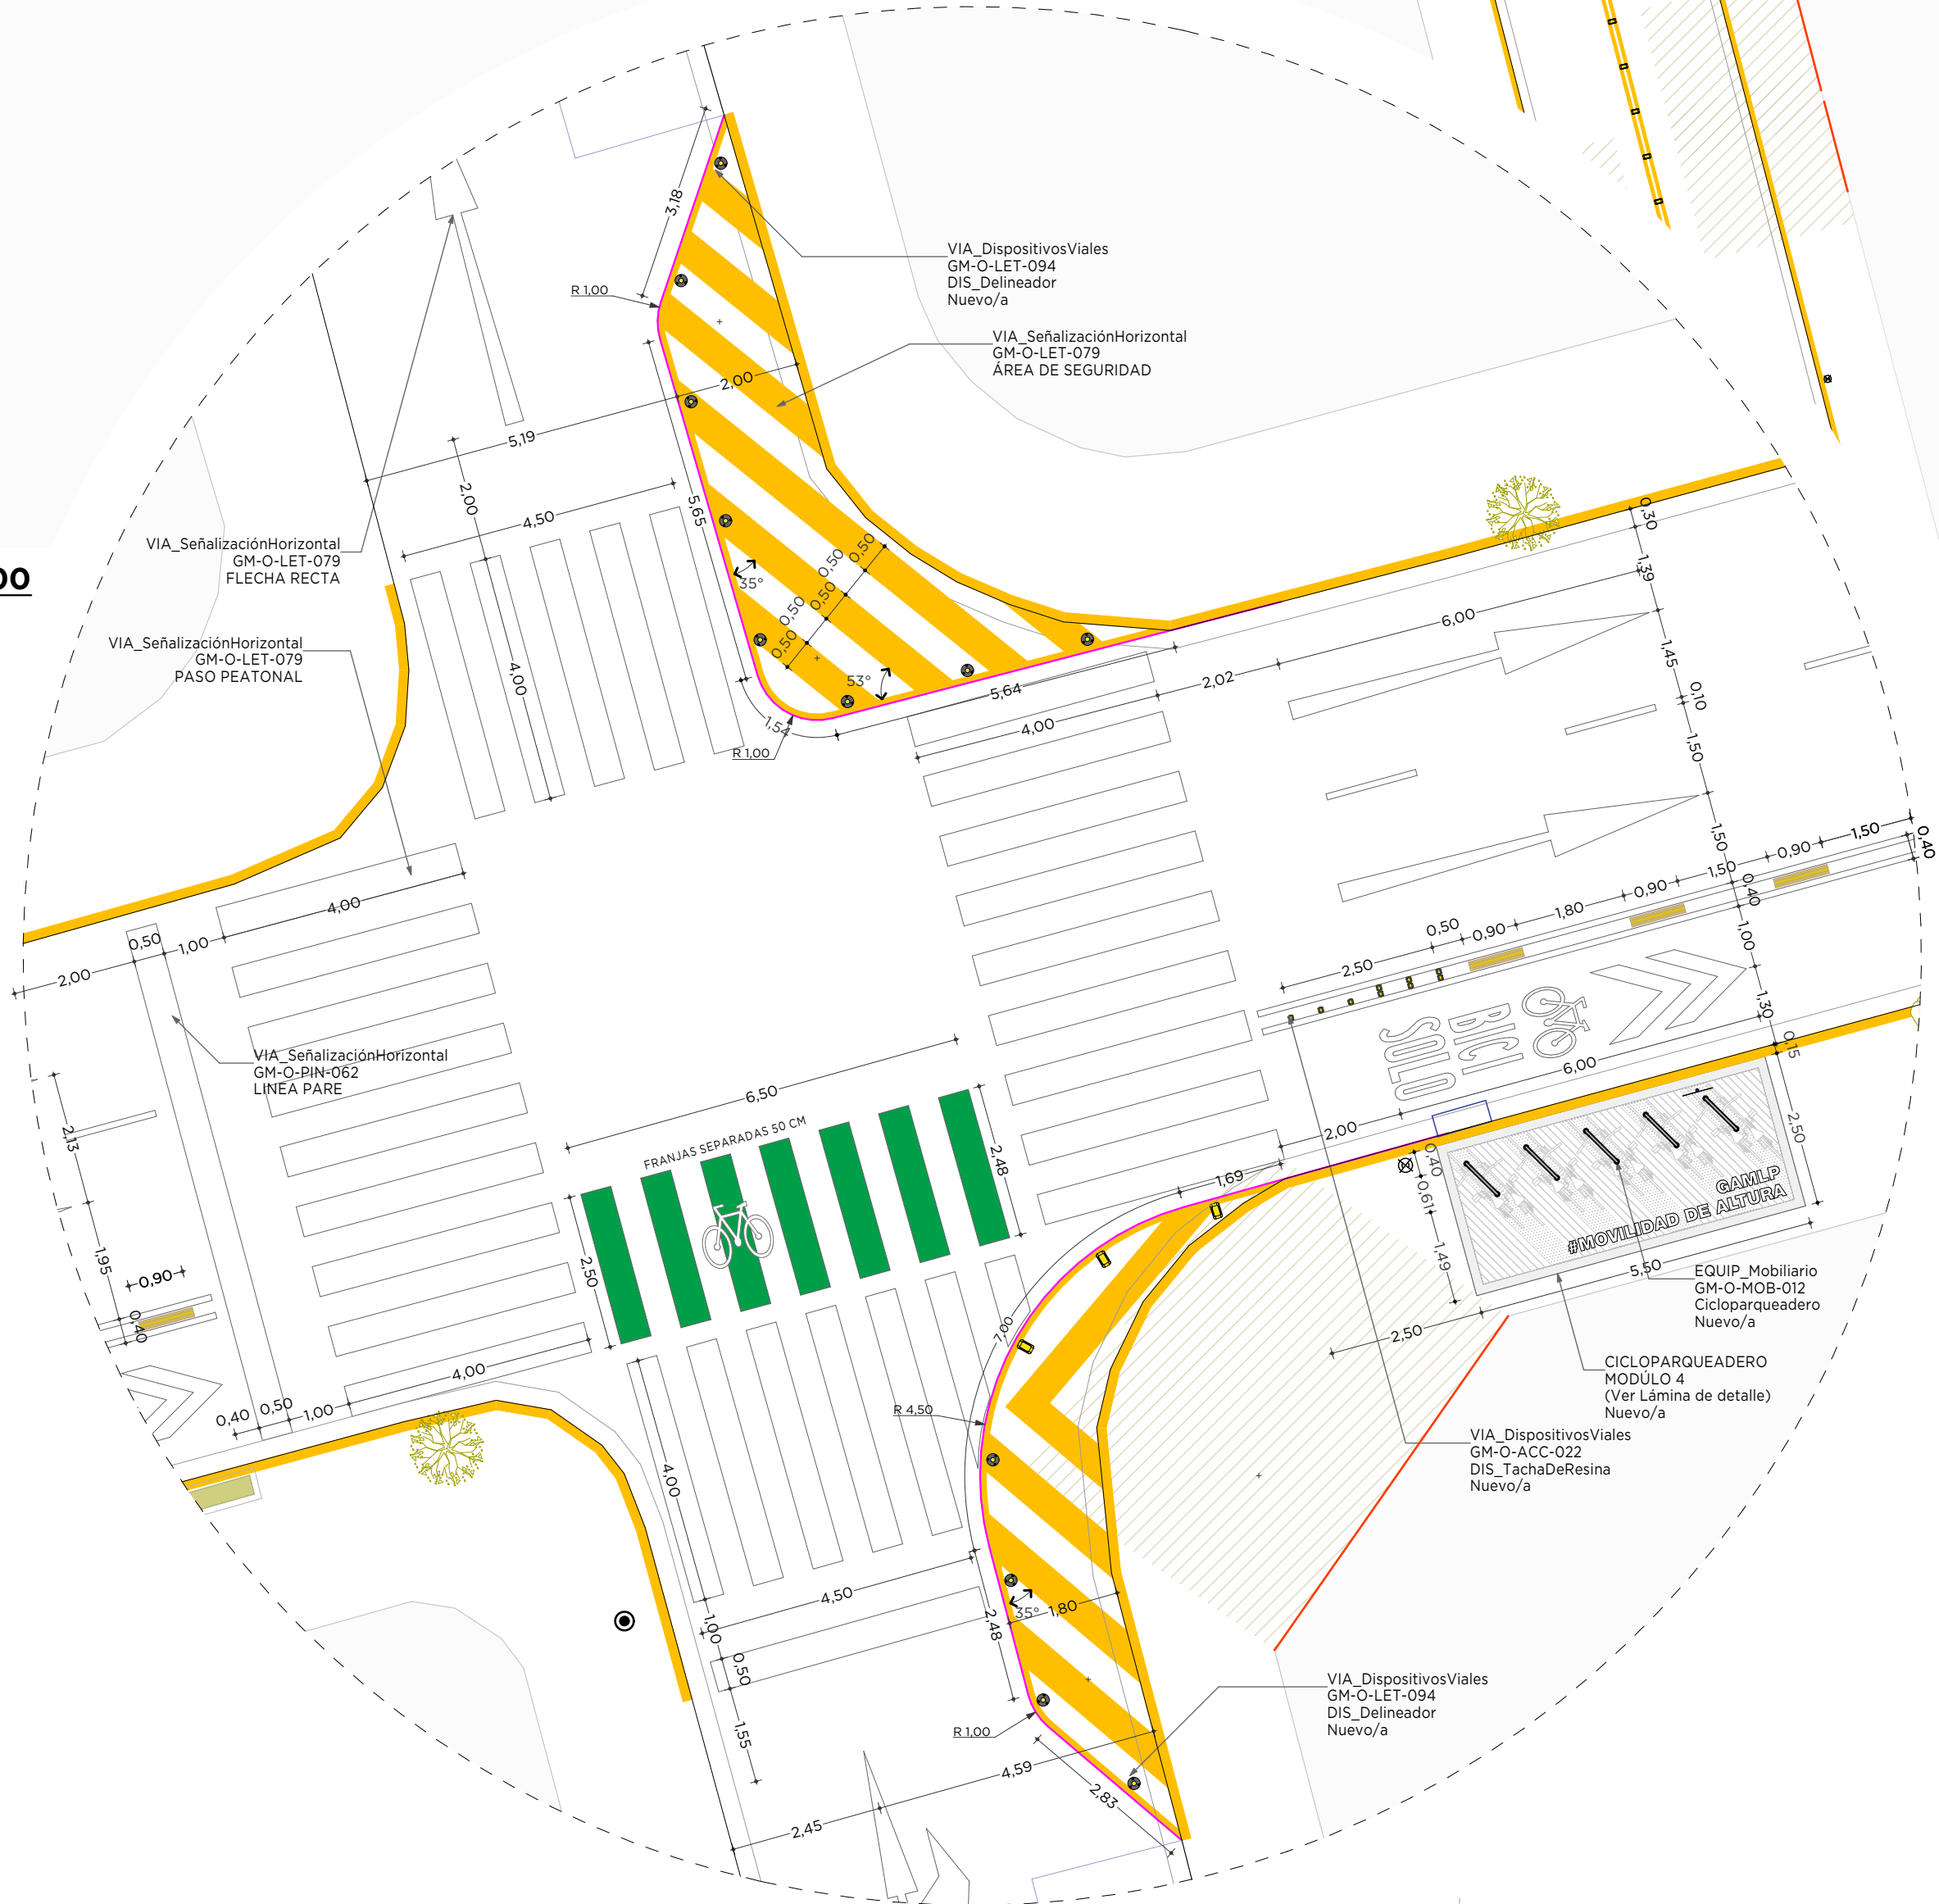 3,18
R 1,00
VIA_DispositivosViales
GM-O-LET-094
DIS_Delineador
Nuevo/a
VIA_SeñalizaciónHorizontal
GM-O-LET-079
ÁREA DE SEGURIDAD
2,00
5,19
2,00
4,50
5,65
4,00
VIA_SeñalizaciónHorizontal
GM-O-LET-079
FLECHA RECTA
00
VIA_SeñalizaciónHorizontal
GM-O-LET-079
PASO PEATONAL
35°
0,50
0,50
0,50
0,50
0,50
53°
1,54
R 1,00
5,64
4,00
2,02
6,00
0,30
1,39
1,45
0,10
1,50
1,50
0,40
1,00
1,30
0,15
2,50
0,50
0,90
1,80
0,90
1,50
0,90
1,50
0,40
4,00
0,50
1,00
2,00
VIA_SeñalizaciónHorizontal
GM-O-PIN-062
LINEA PARE
2,13
1,95
0,90
0,40
0,40
0,50
1,00
4,00
6,50
FRANJAS SEPARADAS 50 CM
2,48
2,50
SOLO
BICI
6,00
2,00
1,69
0,40
0,61
1,49
2,50
GAMLP
#MOVILIDAD DE ALTURA
5,50
2,50
EQUIP_Mobiliario
GM-O-MOB-012
Cicloparqueadero
Nuevo/a
CICLOPARQUEADERO
MODÚLO 4
(Ver Lámina de detalle)
Nuevo/a
VIA_DispositivosViales
GM-O-ACC-022
DIS_TachaDeResina
Nuevo/a
7,00
R 4,50
4,00
4,50
1,00
0,50
1,55
2,48
35°
1,80
R 1,00
VIA_DispositivosViales
GM-O-LET-094
DIS_Delineador
Nuevo/a
4,59
2,83
2,45